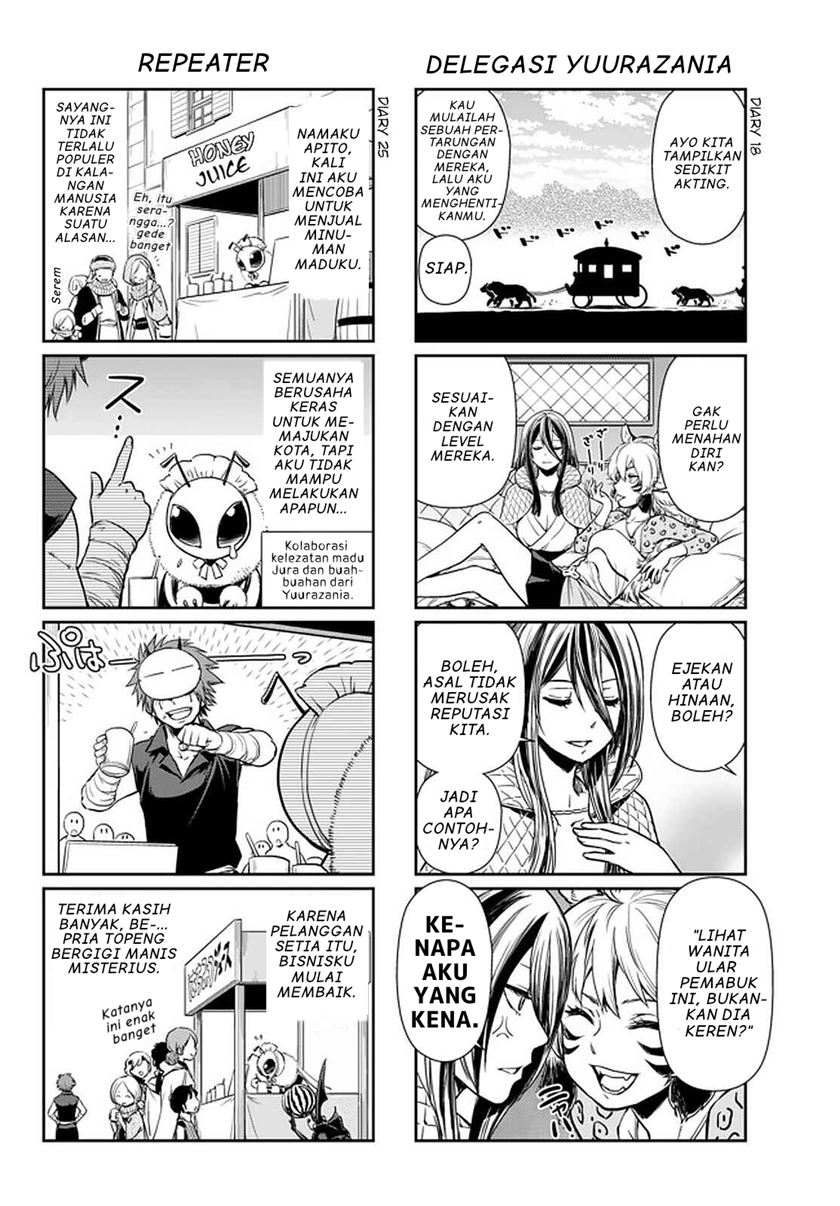 DELEGASI YUURAZANIA
DIARY 18
AYO KITA
TAMPILKAN
SEDIKIT
AKTING.
KAU
MULAILAH
SEBUAH PER-
TARUNGAN
DENGAN
MEREKA,
LALU AKU
YANG
MENGHENTI-
KANMU.
SIAP.
ドドドド
GAK
PERLU
MENAHAN
DIRI
KAN?
SESUAI-
KAN
DENGAN
LEVEL
MEREKA.
EJEKAN
ATAU
HINAAN,
BOLEH?
BOLEH,
ASAL TIDAK
MERUSAK
REPUTASI
KITA.
JADI
APA
CONTOH-
NYA?
"LIHAT
WANITA
ULAR
PEMABUK
INI, BUKAN-
KAN DIA
KEREN?"
KE-
NAPA
AKU
YANG
KENA.
REPEATER
DIARY 25
NAMAKU
APITO,
KALI
INI AKU
MENCOBA
UNTUK
MENJUAL
MINU-
MAN
MADUKU.
HONEY
JUICE
SAYANG-
NYA INI
TIDAK
TERLALU
POPULER
DI KALA-
NGAN
MANUSIA
KARENA
SUATU
ALASAN...
Eh, itu
sera-
ngga...?
gede
banget
Serem
SEMUANYA
BERUSAHA
KERAS
UNTUK ME-
MAJUKAN
KOTA, TAPI
AKU TIDAK
MAMPU
MELAKUKAN
APAPUN...
ス...
Kolaborasi
kelezatan madu
Jura dan buah-
buahan dari
Yuurazania.
ぷはーーっ
KARENA
PELANGGAN
SETIA ITU,
BISNISKU
MULAI
MEMBAIK.
TERIMA KASIH
BANYAK, BE-...
PRIA TOPENG
BERGIGI MANIS
MISTERIUS.
Katanya
ini enak
banget